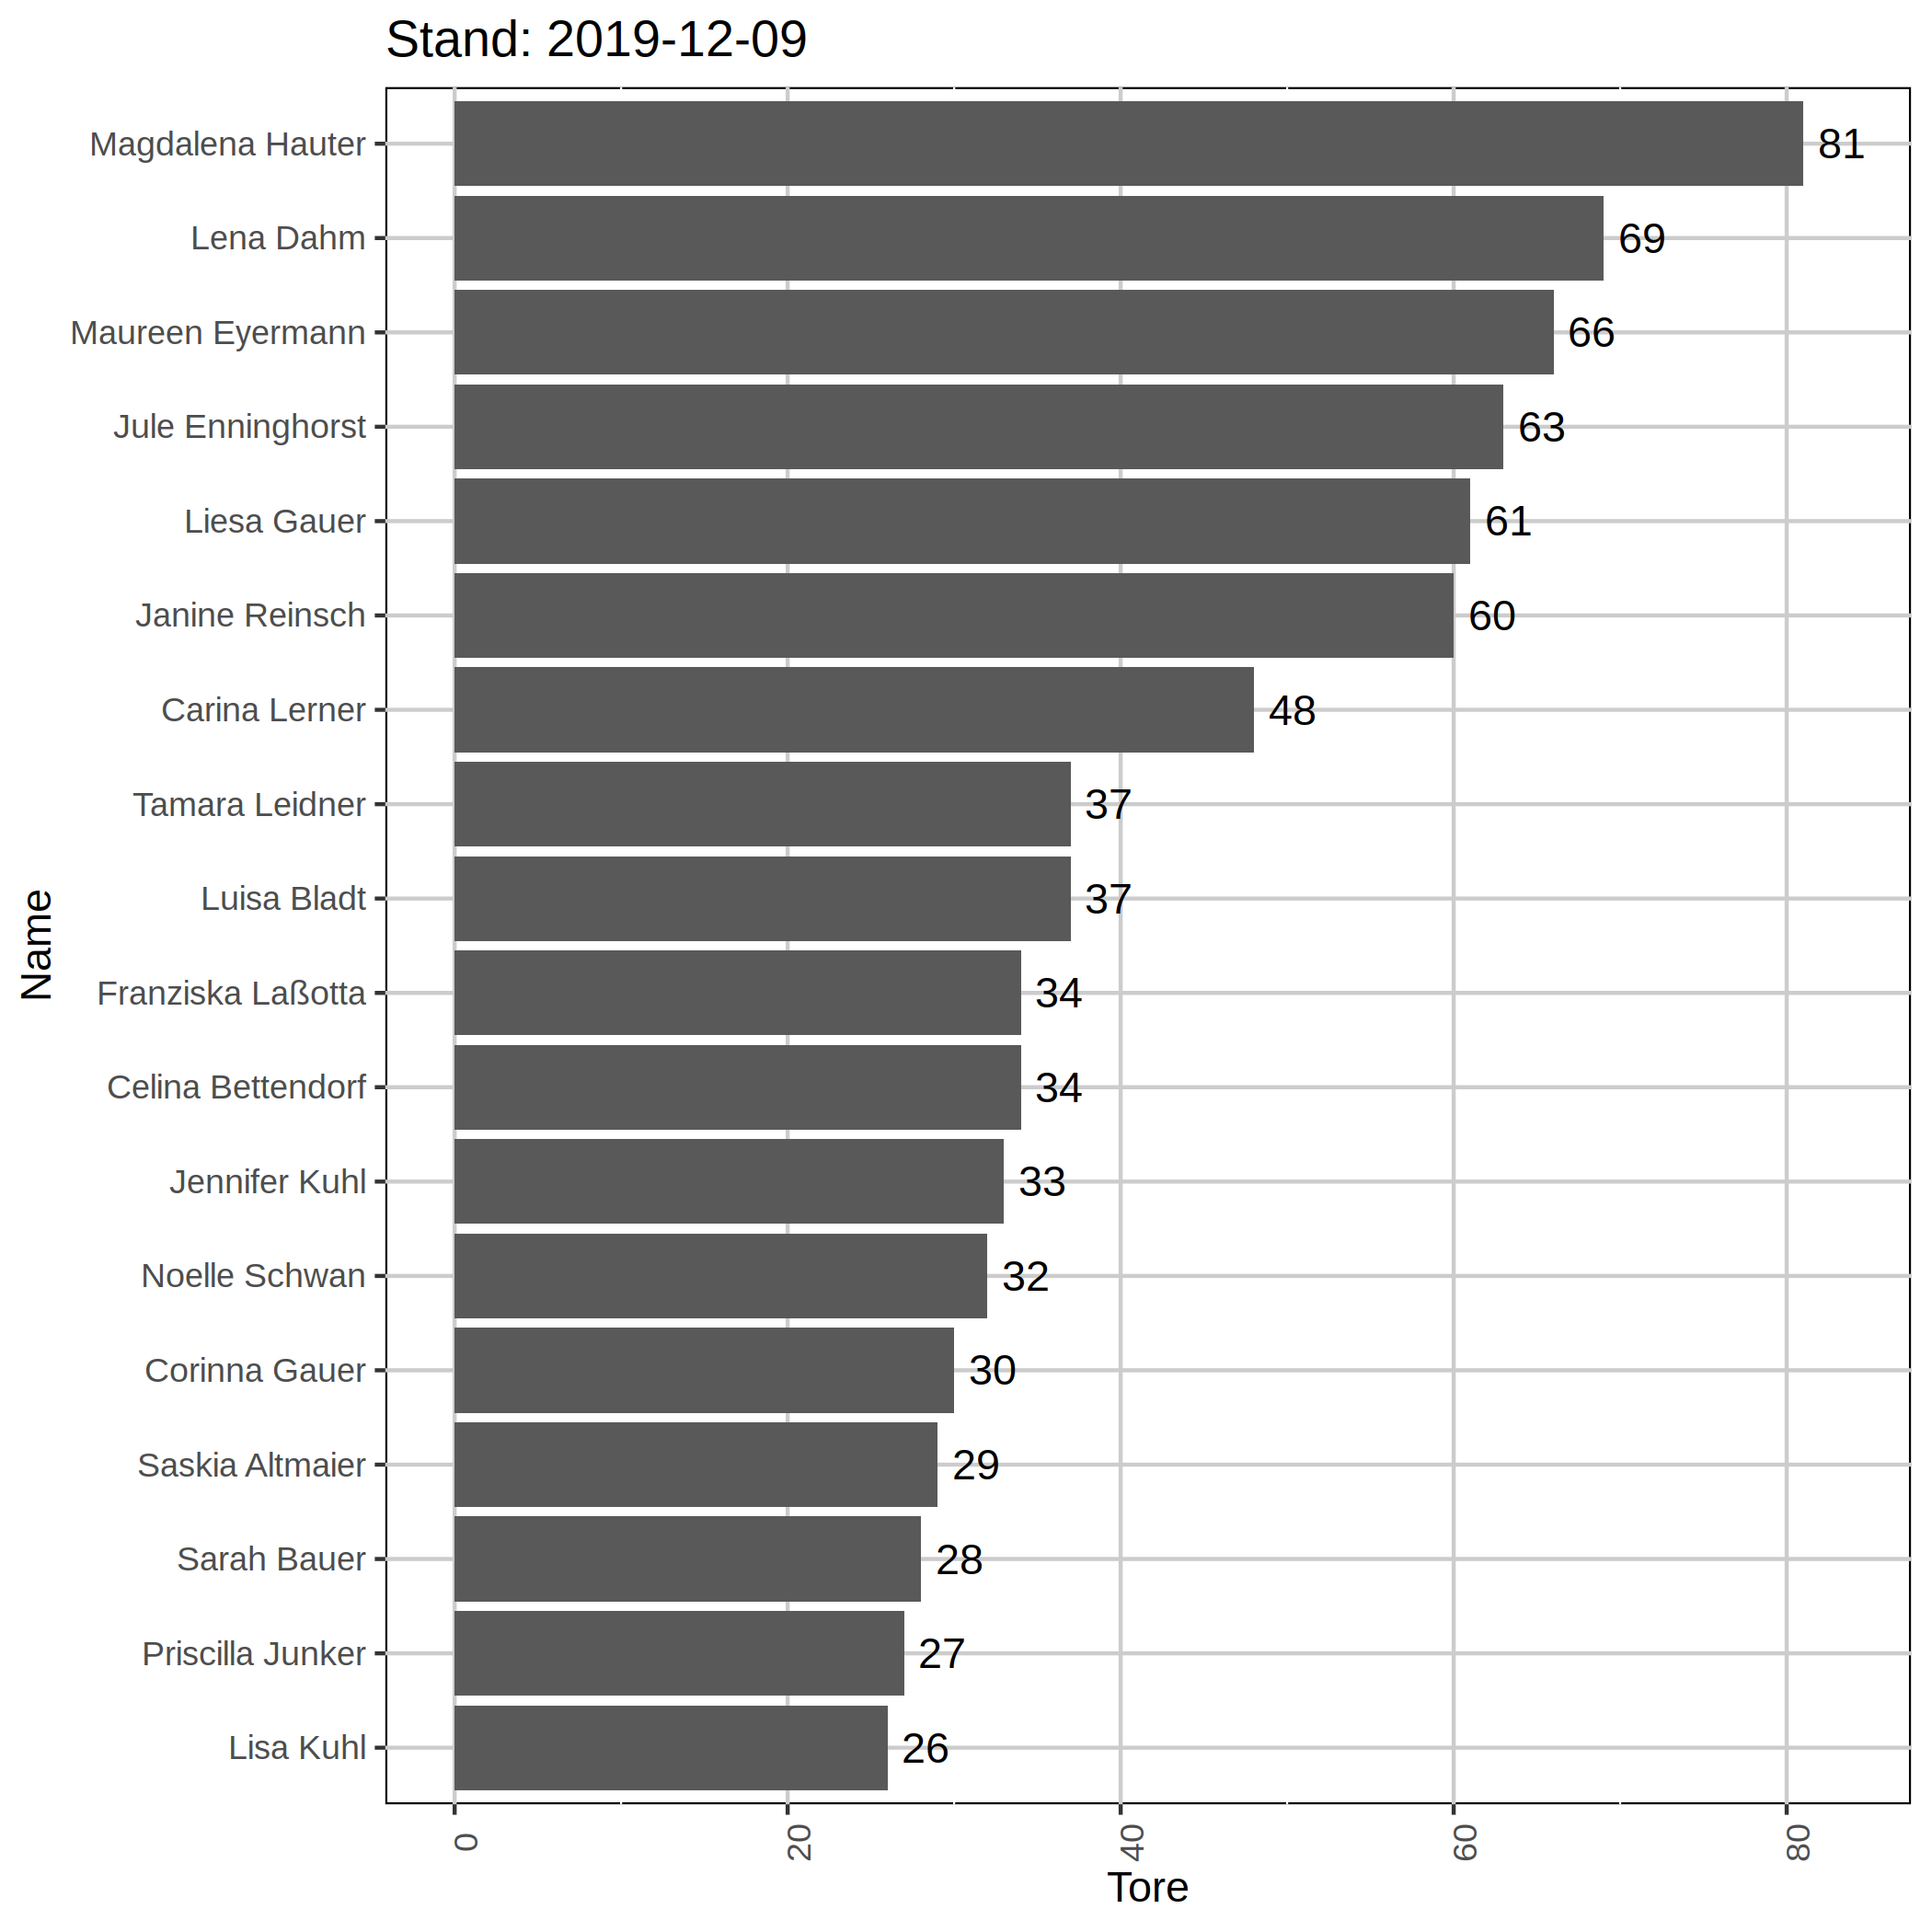 Stand: 2019-12-09
Magdalena Hauter 81
Lena Dahm 69
Maureen Eyermann 66
Jule Enninghorst 63
Liesa Gauer 61
Janine Reinsch 60
Carina Lerner 48
Tamara Leidner 37
Luisa Bladt 37
Franziska Laßotta 34
Celina Bettendorf 34
Jennifer Kuhl 33
Noelle Schwan 32
Corinna Gauer 30
Saskia Altmaier 29
Sarah Bauer 28
Priscilla Junker 27
Lisa Kuhl 26
Name
0 20 40 60 80
Tore